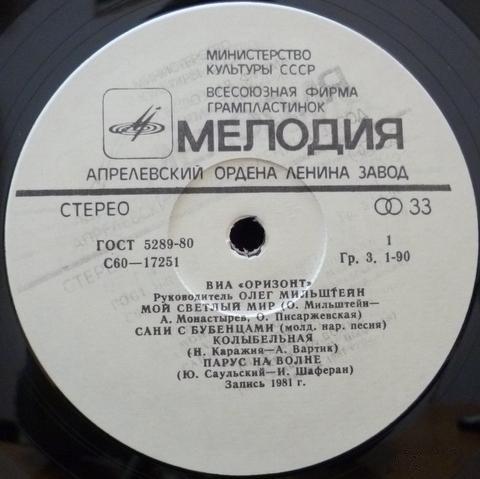 МИНИСТЕРСТВО
КУЛЬТУРЫ СССР
ВСЕСОЮЗНАЯ ФИРМА
ГРАМПЛАСТИНОК
МЕЛОДИЯ
АПРЕЛЕВСКИЙ ОРДЕНА ЛЕНИНА ЗАВОД
СТЕРЕО 33
ГОСТ 5289-80 1
С60—17251 Гр. 3. 1-90
ВИА «ОРИЗОНТ»
Руководитель ОЛЕГ МИЛЬШТЕЙН
МОЙ СВЕТЛЫЙ МИР (О. Мильштейн—
А. Монастырев, О. Писаржевская)
САНИ С БУБЕНЦАМИ (молд. нар. песня)
КОЛЫБЕЛЬНАЯ
(Н. Каражия—А. Вартик)
ПАРУС НА ВОЛНЕ
(Ю. Саульский—И. Шаферан)
Запись 1981 г.